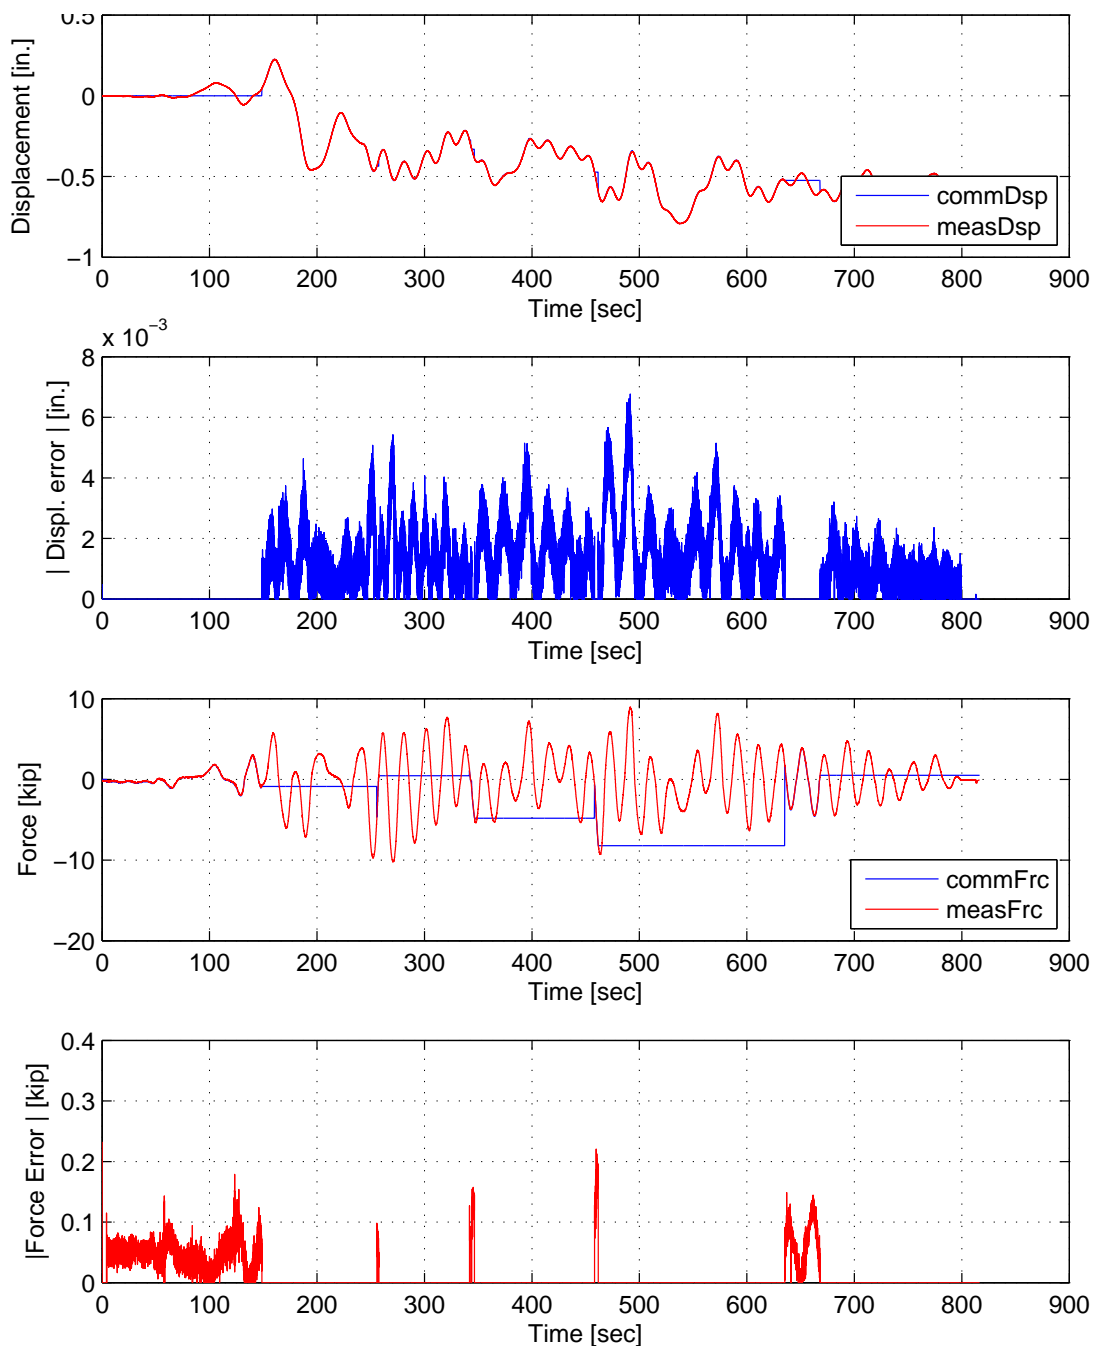 0.5
0
−0.5
−1
Displacement [in.]
commDsp
measDsp
0 100 200 300 400 500 600 700 800 900
Time [sec]
x 10−3
8
6
4
2
0
| Displ. error | [in.]
0 100 200 300 400 500 600 700 800 900
Time [sec]
10
0
−10
−20
Force [kip]
commFrc
measFrc
0 100 200 300 400 500 600 700 800 900
Time [sec]
0.4
0.3
0.2
0.1
0
|Force Error | [kip]
0 100 200 300 400 500 600 700 800 900
Time [sec]